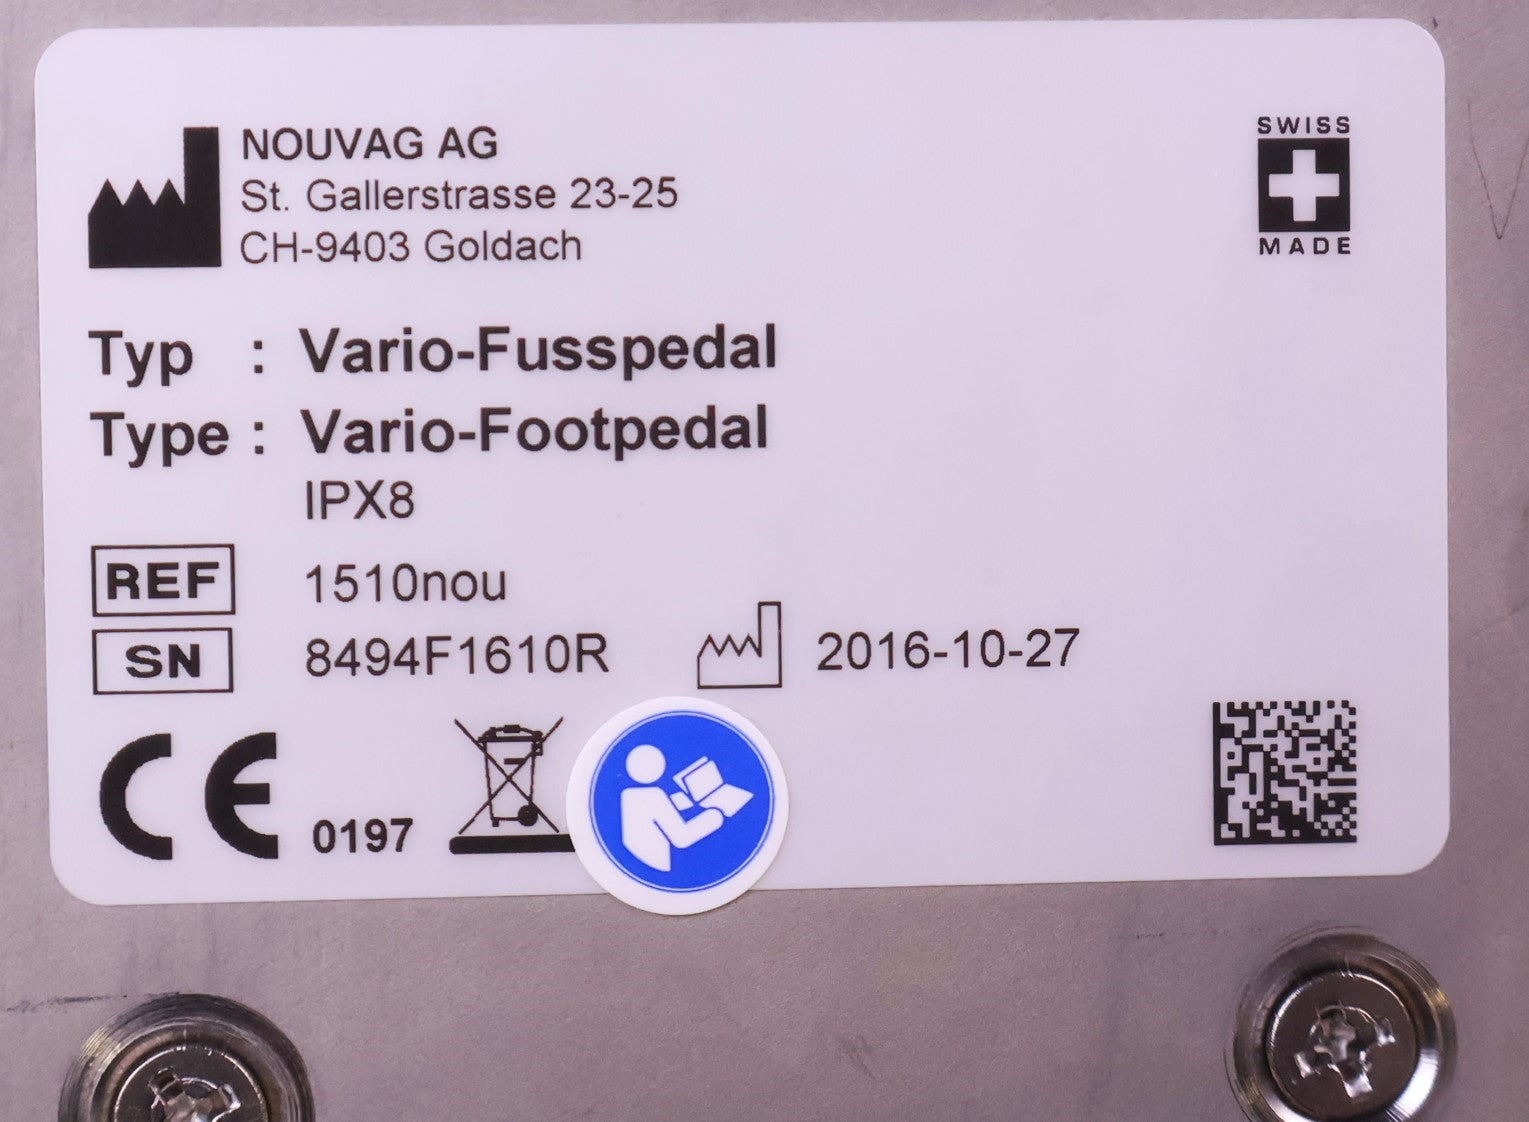 NOUVAG AG
St. Gallerstrasse 23-25
CH-9403 Goldach
SWISS
MADE
Typ : Vario-Fusspedal
Type : Vario-Footpedal
IPX8
REF 1510nou
SN 8494F1610R 2016-10-27
CE 0197